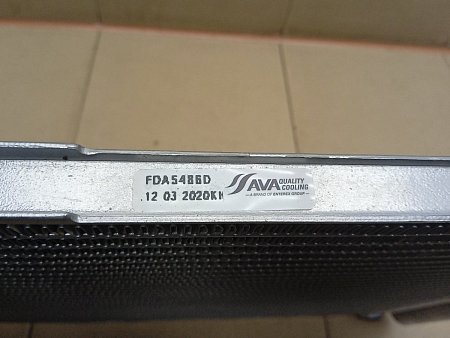 FDA5486D
12 03 2020KH
AVA QUALITY COOLING
A BRAND OF ENTEREX GROUP